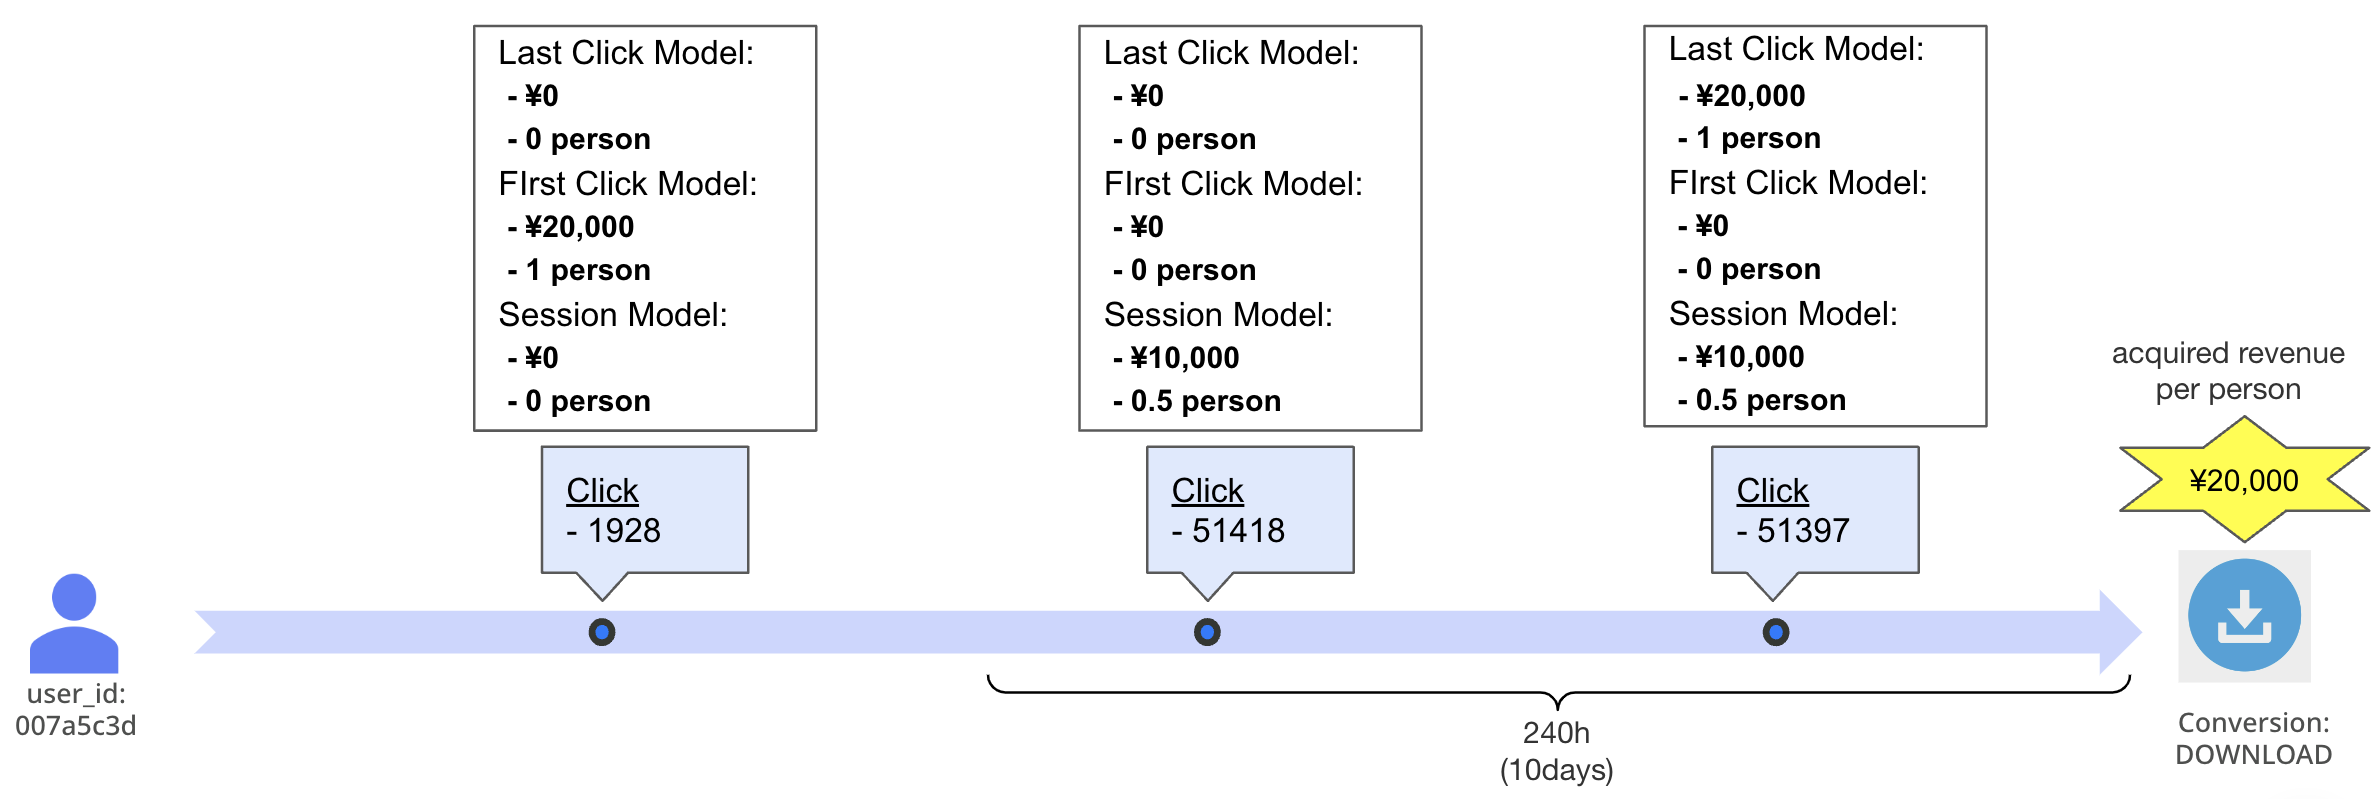 Last Click Model:
- ¥0
- 0 person
FIrst Click Model:
- ¥20,000
- 1 person
Session Model:
- ¥0
- 0 person
Last Click Model:
- ¥0
- 0 person
FIrst Click Model:
- ¥0
- 0 person
Session Model:
- ¥10,000
- 0.5 person
Last Click Model:
- ¥20,000
- 1 person
FIrst Click Model:
- ¥0
- 0 person
Session Model:
- ¥10,000
- 0.5 person
acquired revenue
per person
¥20,000
Click
- 1928
Click
- 51418
Click
- 51397
user_id:
007a5c3d
240h
(10days)
Conversion:
DOWNLOAD